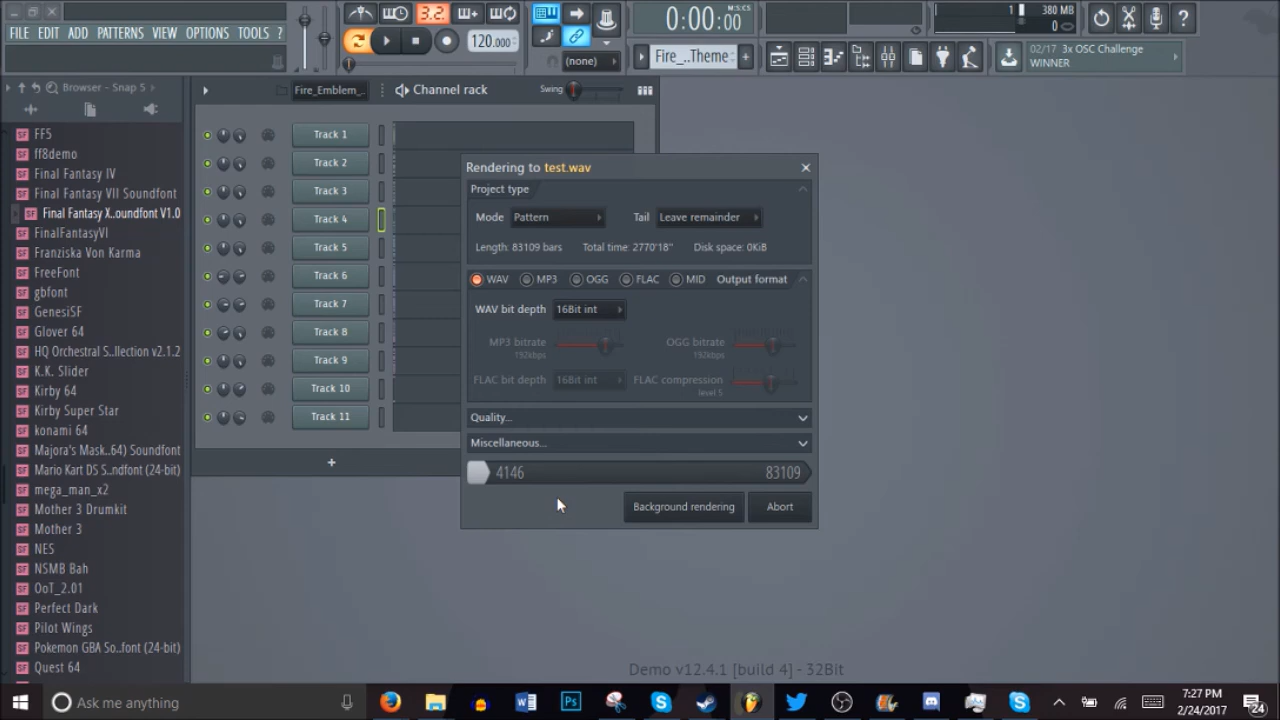 FILE EDIT ADD PATTERNS VIEW OPTIONS TOOLS ?
3.2.
120.000
M:S:CS
0:00:00
(none)
Fire_..Theme
1
380 MB
0
02/17 3x OSC Challenge
WINNER
Browser - Snap 5
FF5
ff8demo
Final Fantasy IV
Final Fantasy VII Soundfont
Final Fantasy X..oundfont V1.0
FinalFantasyVI
Franziska Von Karma
FreeFont
gbfont
GenesiSF
Glover 64
HQ Orchestral S..llection v2.1.2
K.K. Slider
Kirby 64
Kirby Super Star
konami 64
Majora's Mask..64) Soundfont
Mario Kart DS S..ndfont (24-bit)
mega_man_x2
Mother 3 Drumkit
Mother 3
NES
NSMB Bah
OoT_2.01
Perfect Dark
Pilot Wings
Pokemon GBA So..font (24-bit)
Quest 64
Fire_Emblem_..
Channel rack
Swing
Track 1
Track 2
Track 3
Track 4
Track 5
Track 6
Track 7
Track 8
Track 9
Track 10
Track 11
+
Rendering to test.wav
Project type
Mode Pattern Tail Leave remainder
Length: 83109 bars Total time: 2770'18" Disk space: 0KiB
WAV MP3 OGG FLAC MID Output format
WAV bit depth 16Bit int
MP3 bitrate
192kbps
OGG bitrate
192kbps
FLAC bit depth 16Bit int
FLAC compression
level 5
Quality...
Miscellaneous...
4146 83109
Background rendering Abort
Demo v12.4.1 [build 4] - 32Bit
Ask me anything
7:27 PM
2/24/2017
24